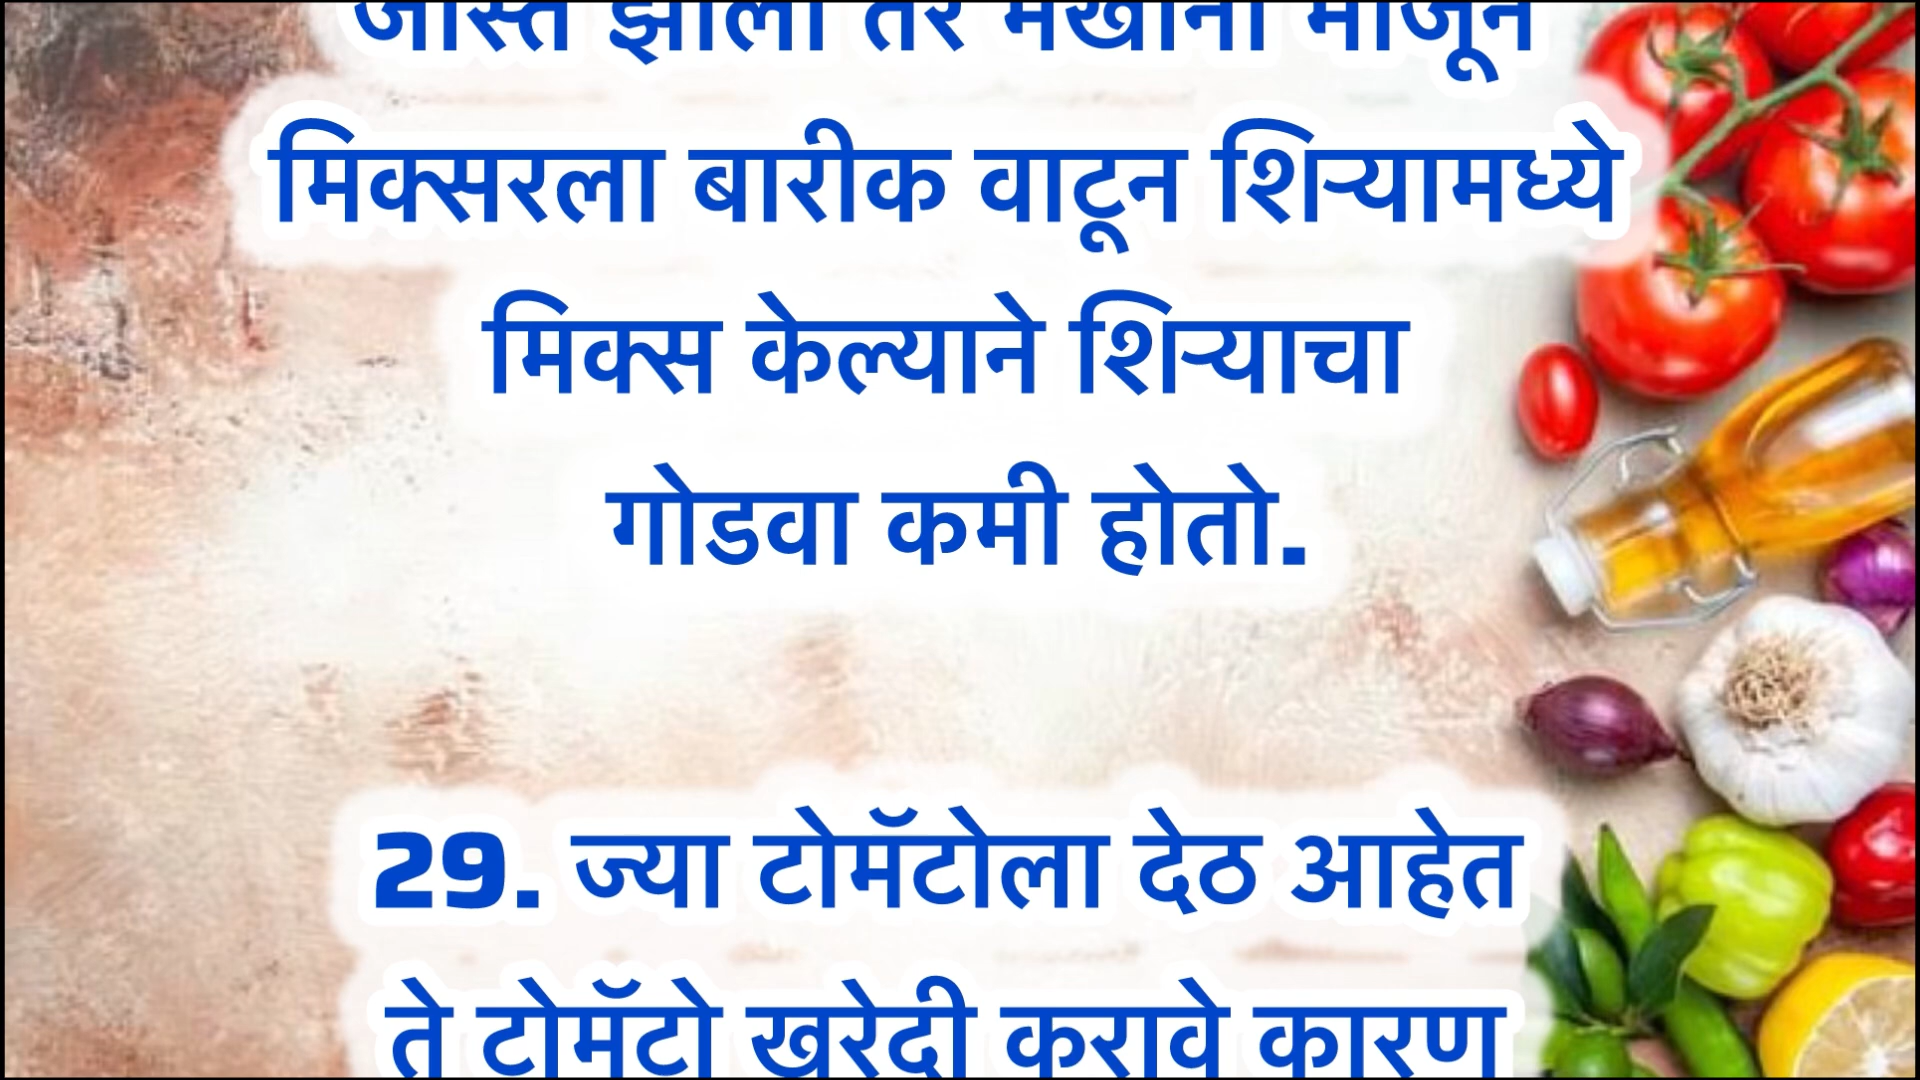 जास्त झाला तर मखाना भाजून
मिक्सरला बारीक वाटून शिऱ्यामध्ये
मिक्स केल्याने शिऱ्याचा
गोडवा कमी होतो.
29. ज्या टोमॅटोला देठ आहेत
ते टोमॅटो खरेदी करावे कारण